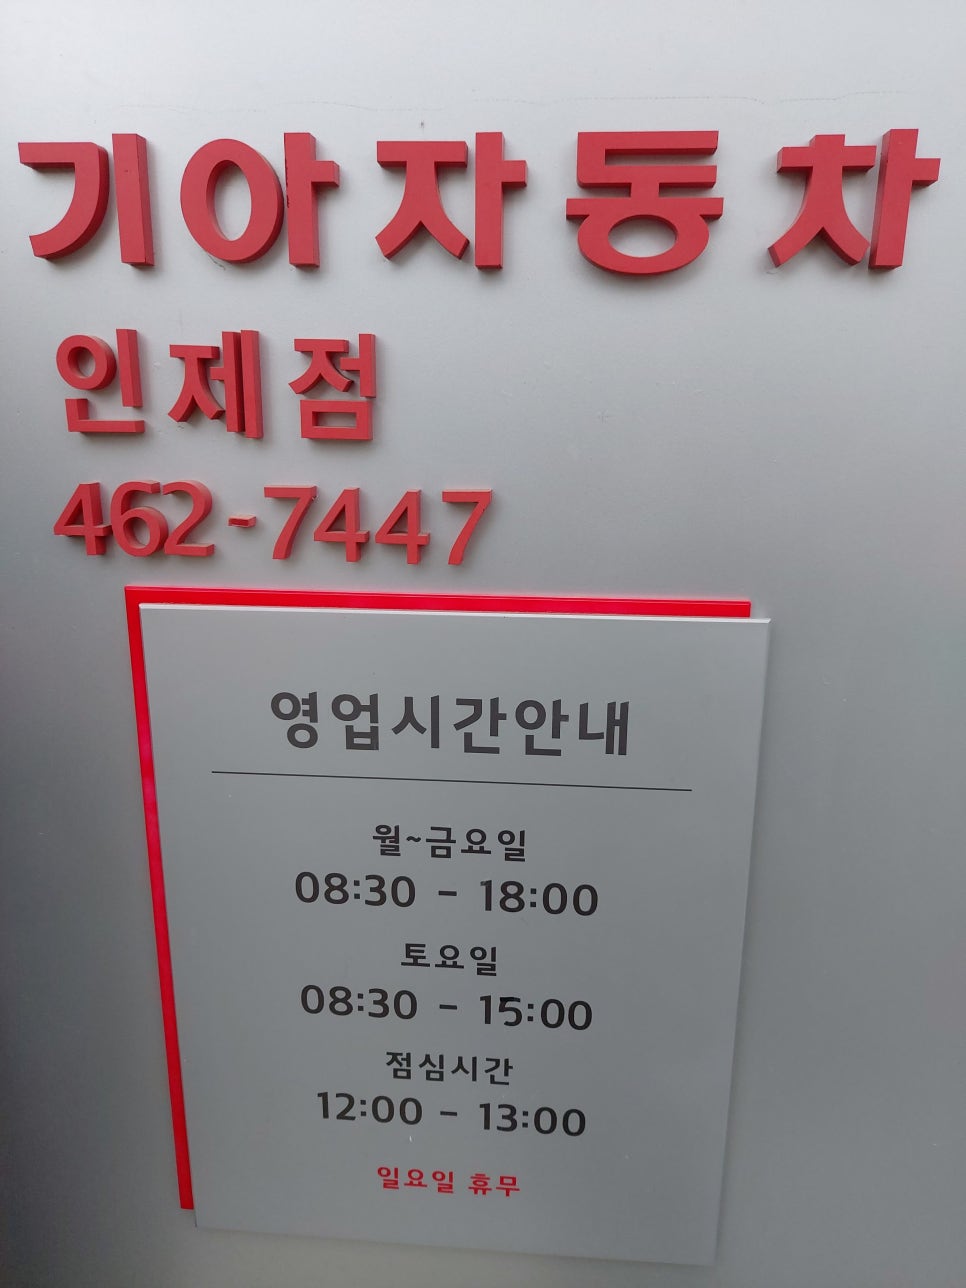 기아자동차
인제점
462-7447
영업시간안내
월~금요일
08:30 - 18:00
토요일
08:30 - 15:00
점심시간
12:00 - 13:00
일요일 휴무